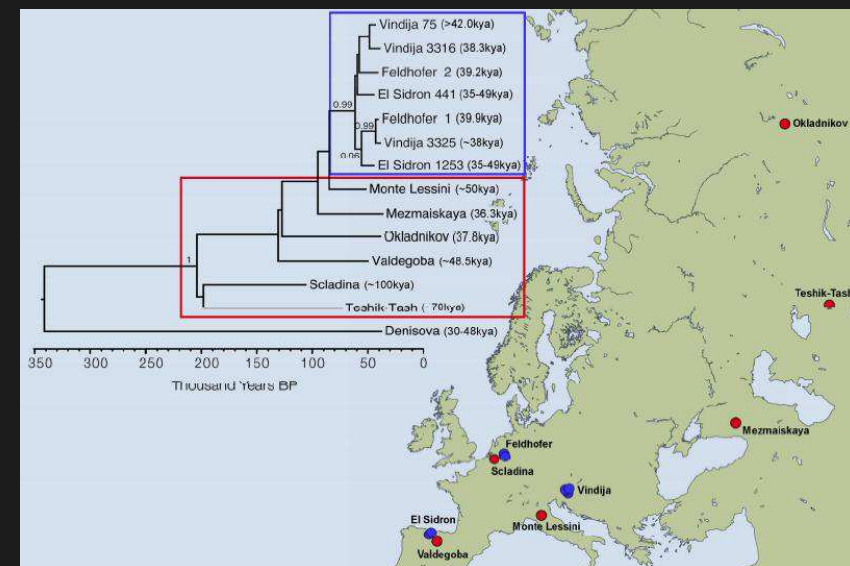 Vindija 75 (>42.0kya)
Vindija 3316 (38.3kya)
Feldhofer 2 (39.2kya)
El Sidron 441 (35-49kya)
0.99
Feldhofer 1 (39.9kya)
0.99
Vindija 3325 (~38kya)
0.06
El Sidron 1253 (35-49kya)
Monte Lessini (~50kya)
Mezmaiskaya (36.3kya)
Okladnikov (37.8kya)
Valdegoba (~48.5kya)
1
Scladina (~100kya)
Teshik-Tash (~70kya)
Denisova (30-48kya)
350 300 250 200 150 100 50 0
Thousand Years BP
Okladnikov
Teshik-Tash
Mezmaiskaya
Feldhofer
Scladina
Vindija
El Sidron
Monte Lessini
Valdegoba